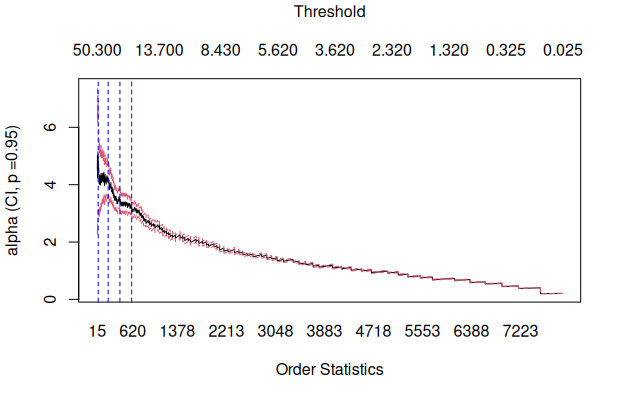 Threshold
50.300 13.700 8.430 5.620 3.620 2.320 1.320 0.325 0.025
alpha (CI, p =0.95)
6
4
2
0
15 620 1378 2213 3048 3883 4718 5553 6388 7223
Order Statistics